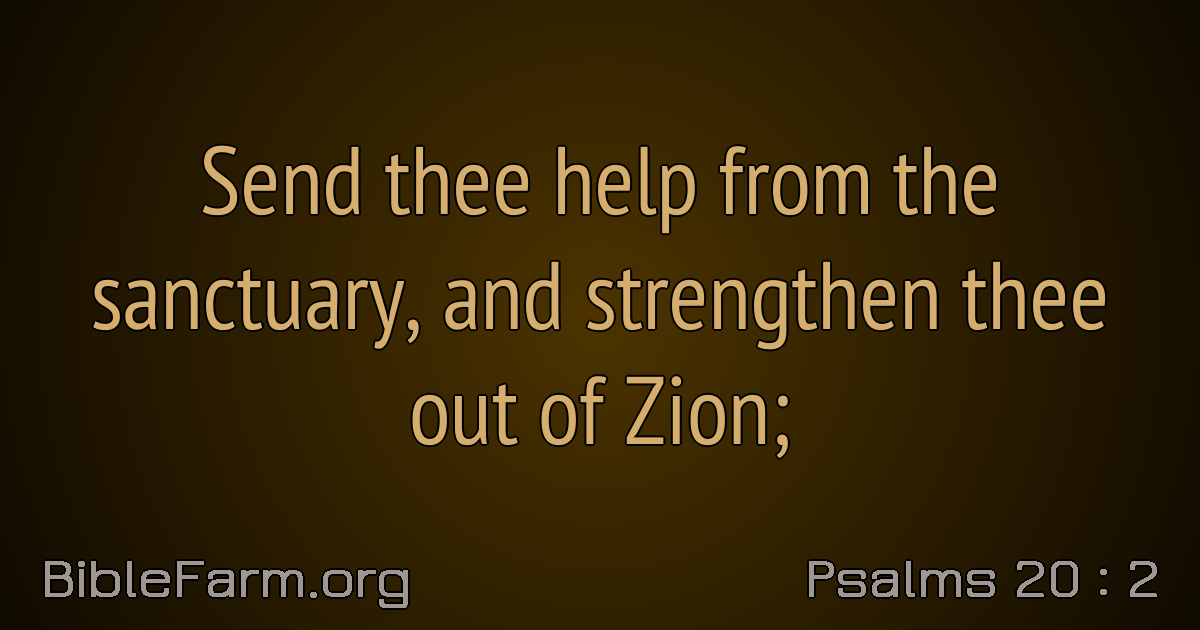 Send thee help from the
sanctuary, and strengthen thee
out of Zion;
BibleFarm.org
Psalms 20 : 2